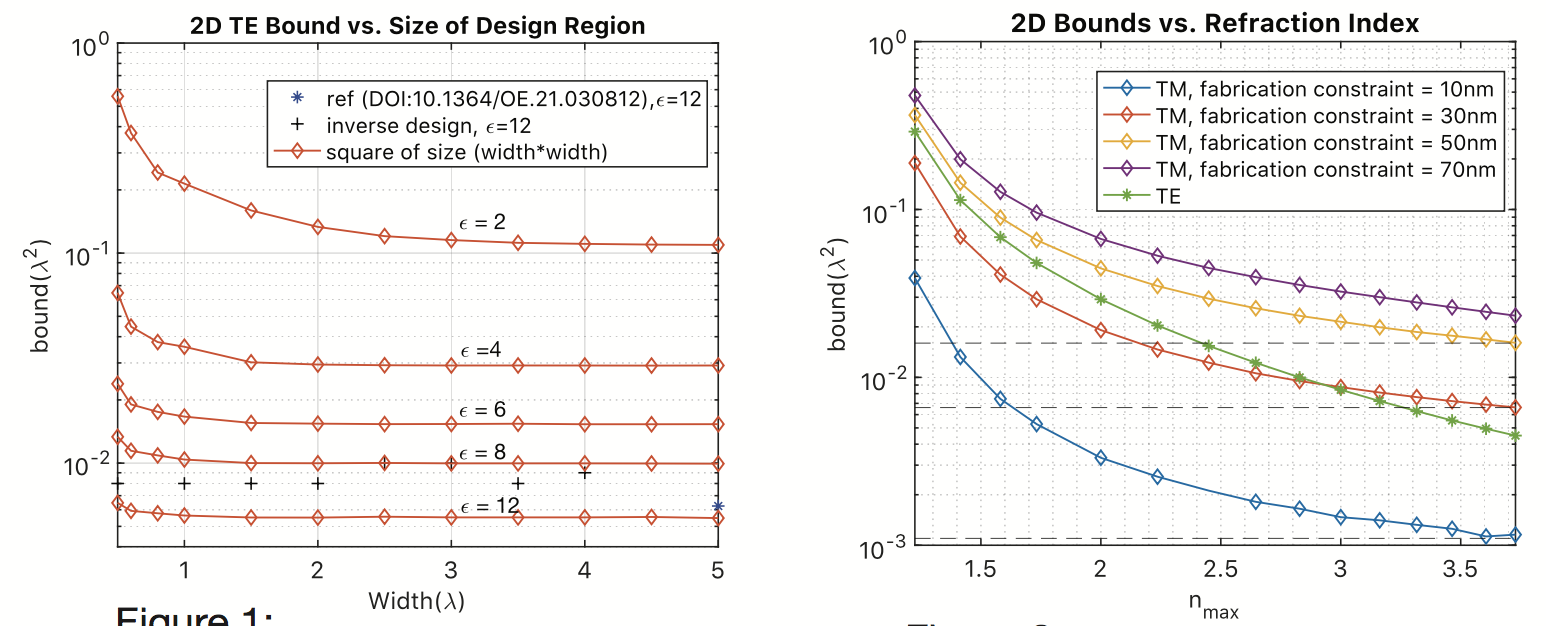 2D TE Bound vs. Size of Design Region
10^0
10^-1
10^-2
bound(λ^2)
* ref (DOI:10.1364/OE.21.030812),ϵ=12
+ inverse design, ϵ=12
square of size (width*width)
ϵ = 2
ϵ =4
ϵ = 6
ϵ = 8
ϵ = 12
1 2 3 4 5
Width(λ)
Figure 1:
2D Bounds vs. Refraction Index
10^0
10^-1
10^-2
10^-3
bound(λ^2)
TM, fabrication constraint = 10nm
TM, fabrication constraint = 30nm
TM, fabrication constraint = 50nm
TM, fabrication constraint = 70nm
TE
1.5 2 2.5 3 3.5
n_max